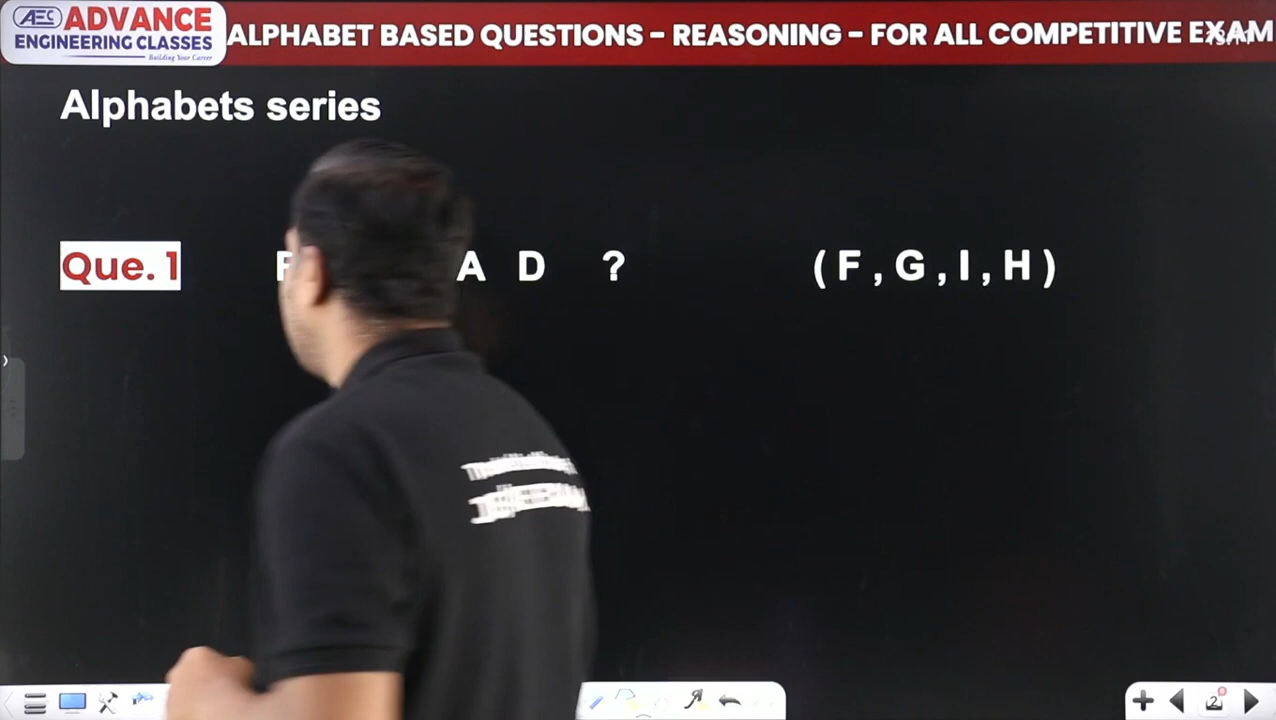 AEC ADVANCE
ENGINEERING CLASSES
Building Your Career
ALPHABET BASED QUESTIONS - REASONING - FOR ALL COMPETITIVE EXAM
Alphabets series
Que. 1 A D ? ( F , G , I , H )
2